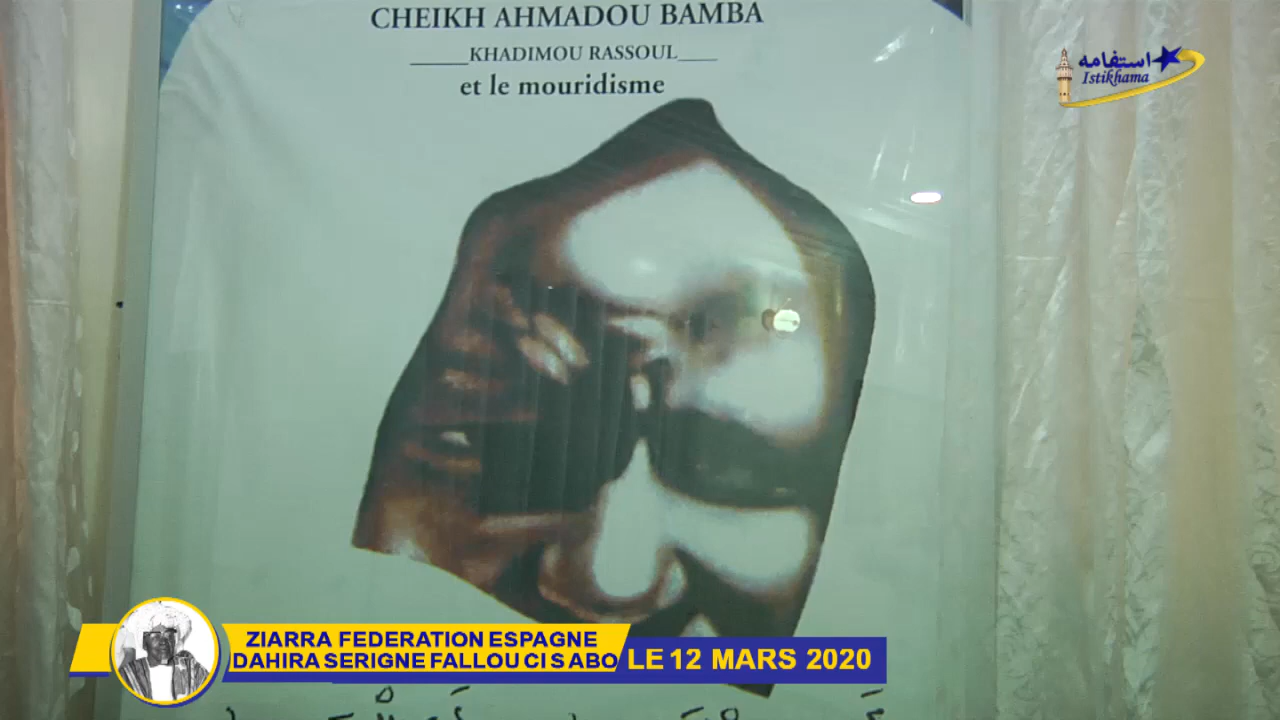 CHEIKH AHMADOU BAMBA
KHADIMOU RASSOUL
et le mouridisme
استقامه
Istikhama
ZIARRA FEDERATION ESPAGNE
DAHIRA SERIGNE FALLOU CI S ABO
LE 12 MARS 2020